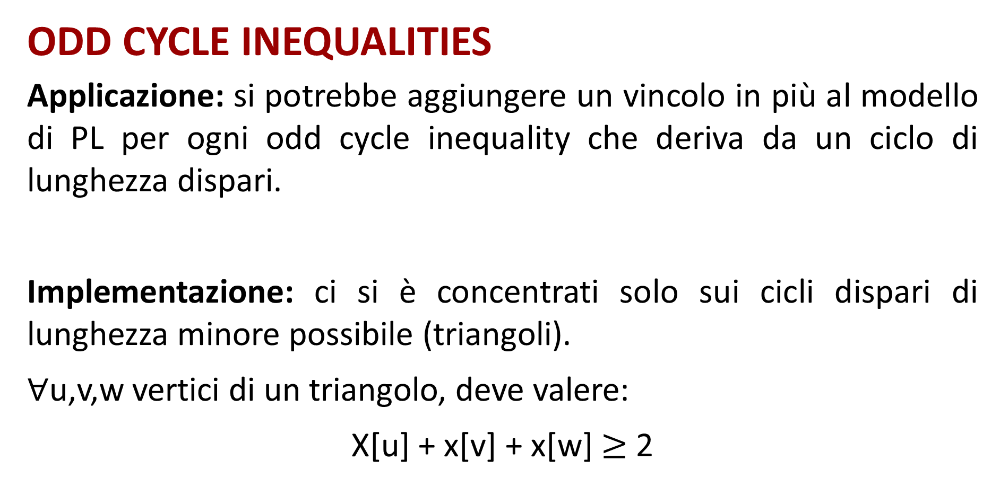 ODD CYCLE INEQUALITIES
Applicazione: si potrebbe aggiungere un vincolo in più al modello
di PL per ogni odd cycle inequality che deriva da un ciclo di
lunghezza dispari.
Implementazione: ci si è concentrati solo sui cicli dispari di
lunghezza minore possibile (triangoli).
∀u,v,w vertici di un triangolo, deve valere:
X[u] + x[v] + x[w] ≥ 2